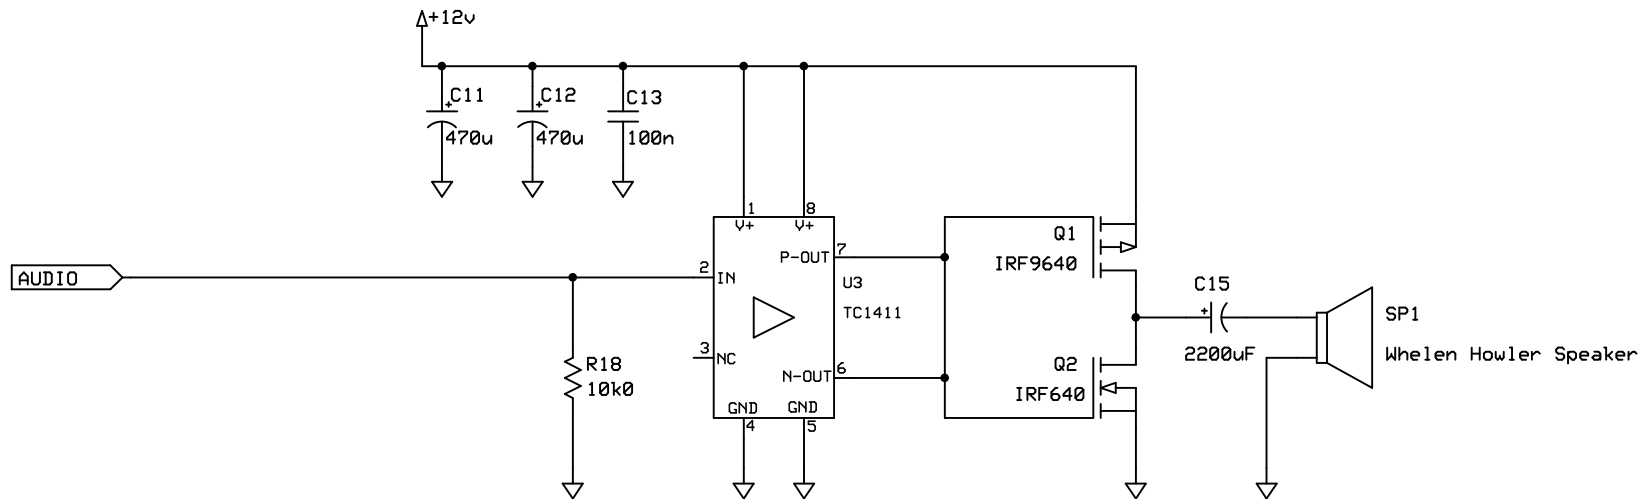 +12v
+ C11
470u
+ C12
470u
C13
100n
1
V+
8
V+
AUDIO
2
IN
P-OUT
7
U3
TC1411
3
NC
N-OUT
6
GND
4
GND
5
R18
10k0
Q1
IRF9640
Q2
IRF640
C15
+
2200uF
SP1
Whelen Howler Speaker